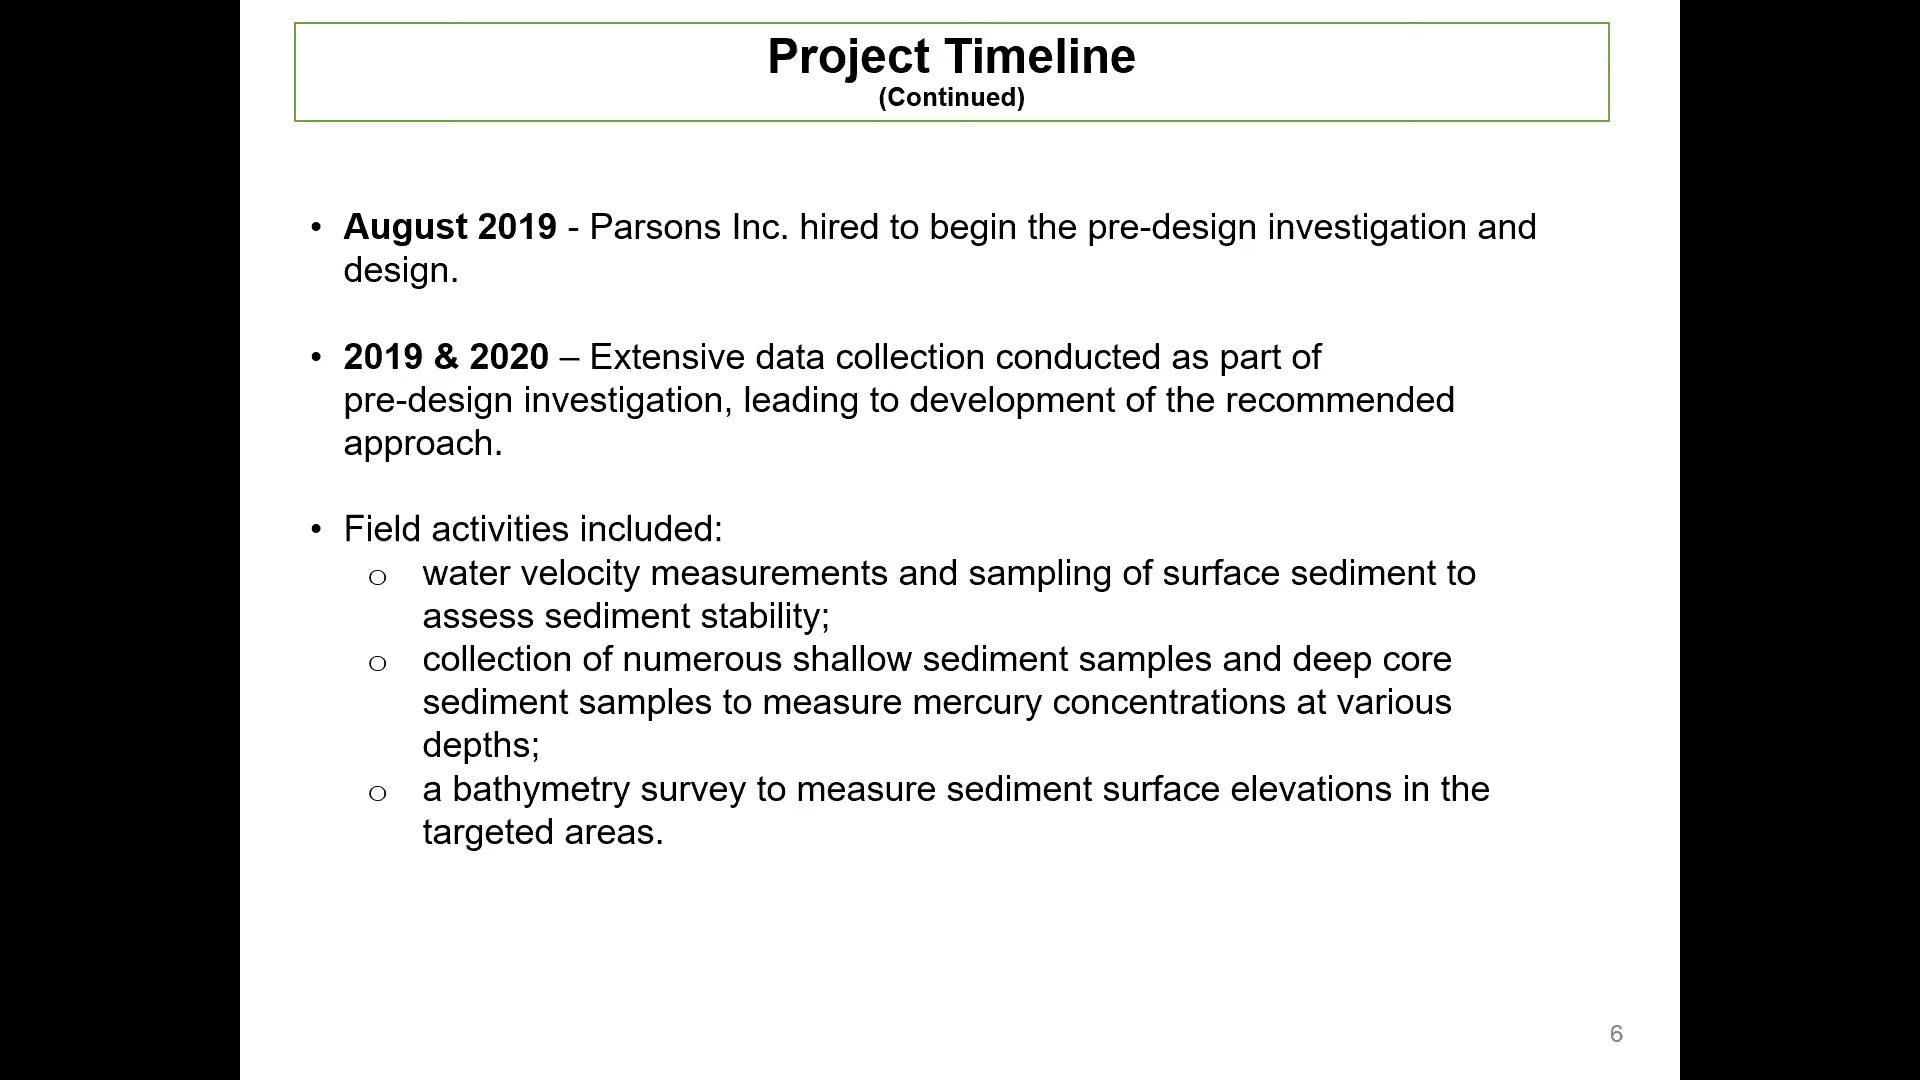 Project Timeline
(Continued)
• August 2019 - Parsons Inc. hired to begin the pre-design investigation and
design.
• 2019 & 2020 – Extensive data collection conducted as part of
pre-design investigation, leading to development of the recommended
approach.
• Field activities included:
o water velocity measurements and sampling of surface sediment to
assess sediment stability;
o collection of numerous shallow sediment samples and deep core
sediment samples to measure mercury concentrations at various
depths;
o a bathymetry survey to measure sediment surface elevations in the
targeted areas.
6